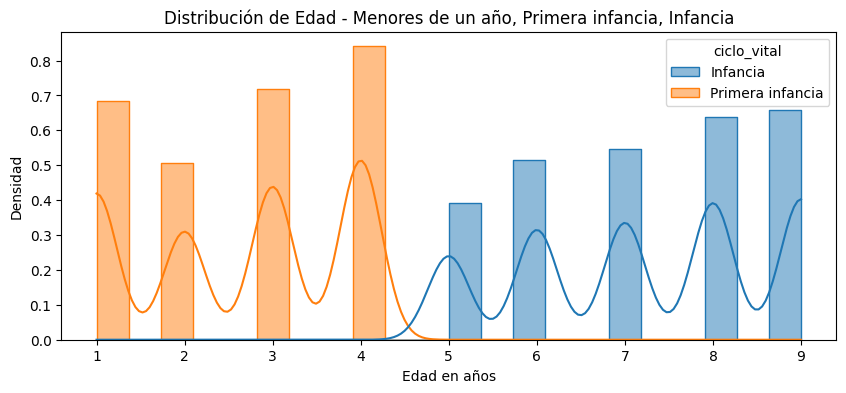 Distribución de Edad - Menores de un año, Primera infancia, Infancia
ciclo_vital
Infancia
Primera infancia
Densidad
0.8
0.7
0.6
0.5
0.4
0.3
0.2
0.1
0.0
1 2 3 4 5 6 7 8 9
Edad en años